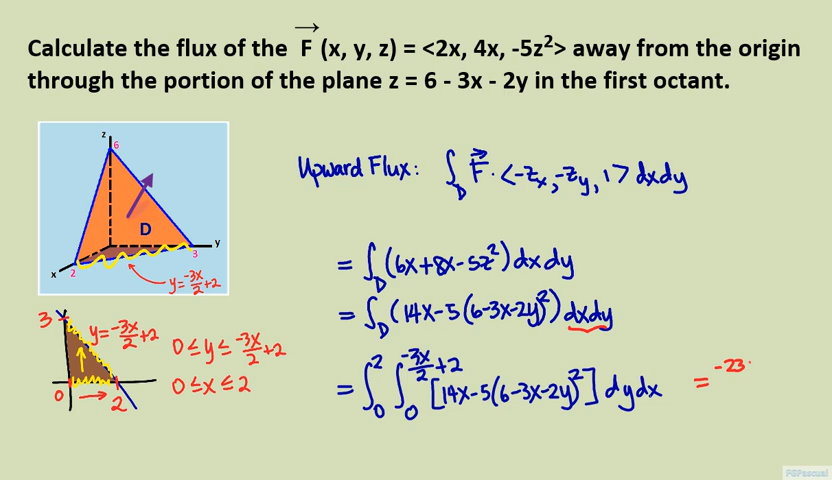 Calculate the flux of the F⃗ (x, y, z) = <2x, 4x, -5z²> away from the origin
through the portion of the plane z = 6 - 3x - 2y in the first octant.
z
6
D
y
3
x
2
y = -3x/2 + 2
Upward Flux: ∫_D F⃗ · <-z_x, -z_y, 1> dxdy
= ∫_D (6x + 8x - 5z²) dxdy
= ∫_D (14x - 5(6-3x-2y)²) dxdy
= ∫_0^2 ∫_0^{-3x/2 + 2} [14x - 5(6-3x-2y)²] dydx = -23.
3
y = -3x/2 + 2
0 ≤ y ≤ -3x/2 + 2
0 ≤ x ≤ 2
0
2
PGPascual